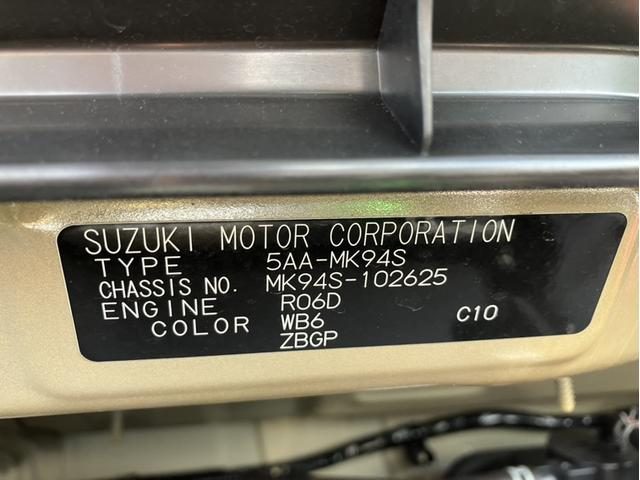 SUZUKI MOTOR CORPORATION
TYPE 5AA-MK94S
CHASSIS NO. MK94S-102625
ENGINE R06D
COLOR WB6 C10
ZBGP